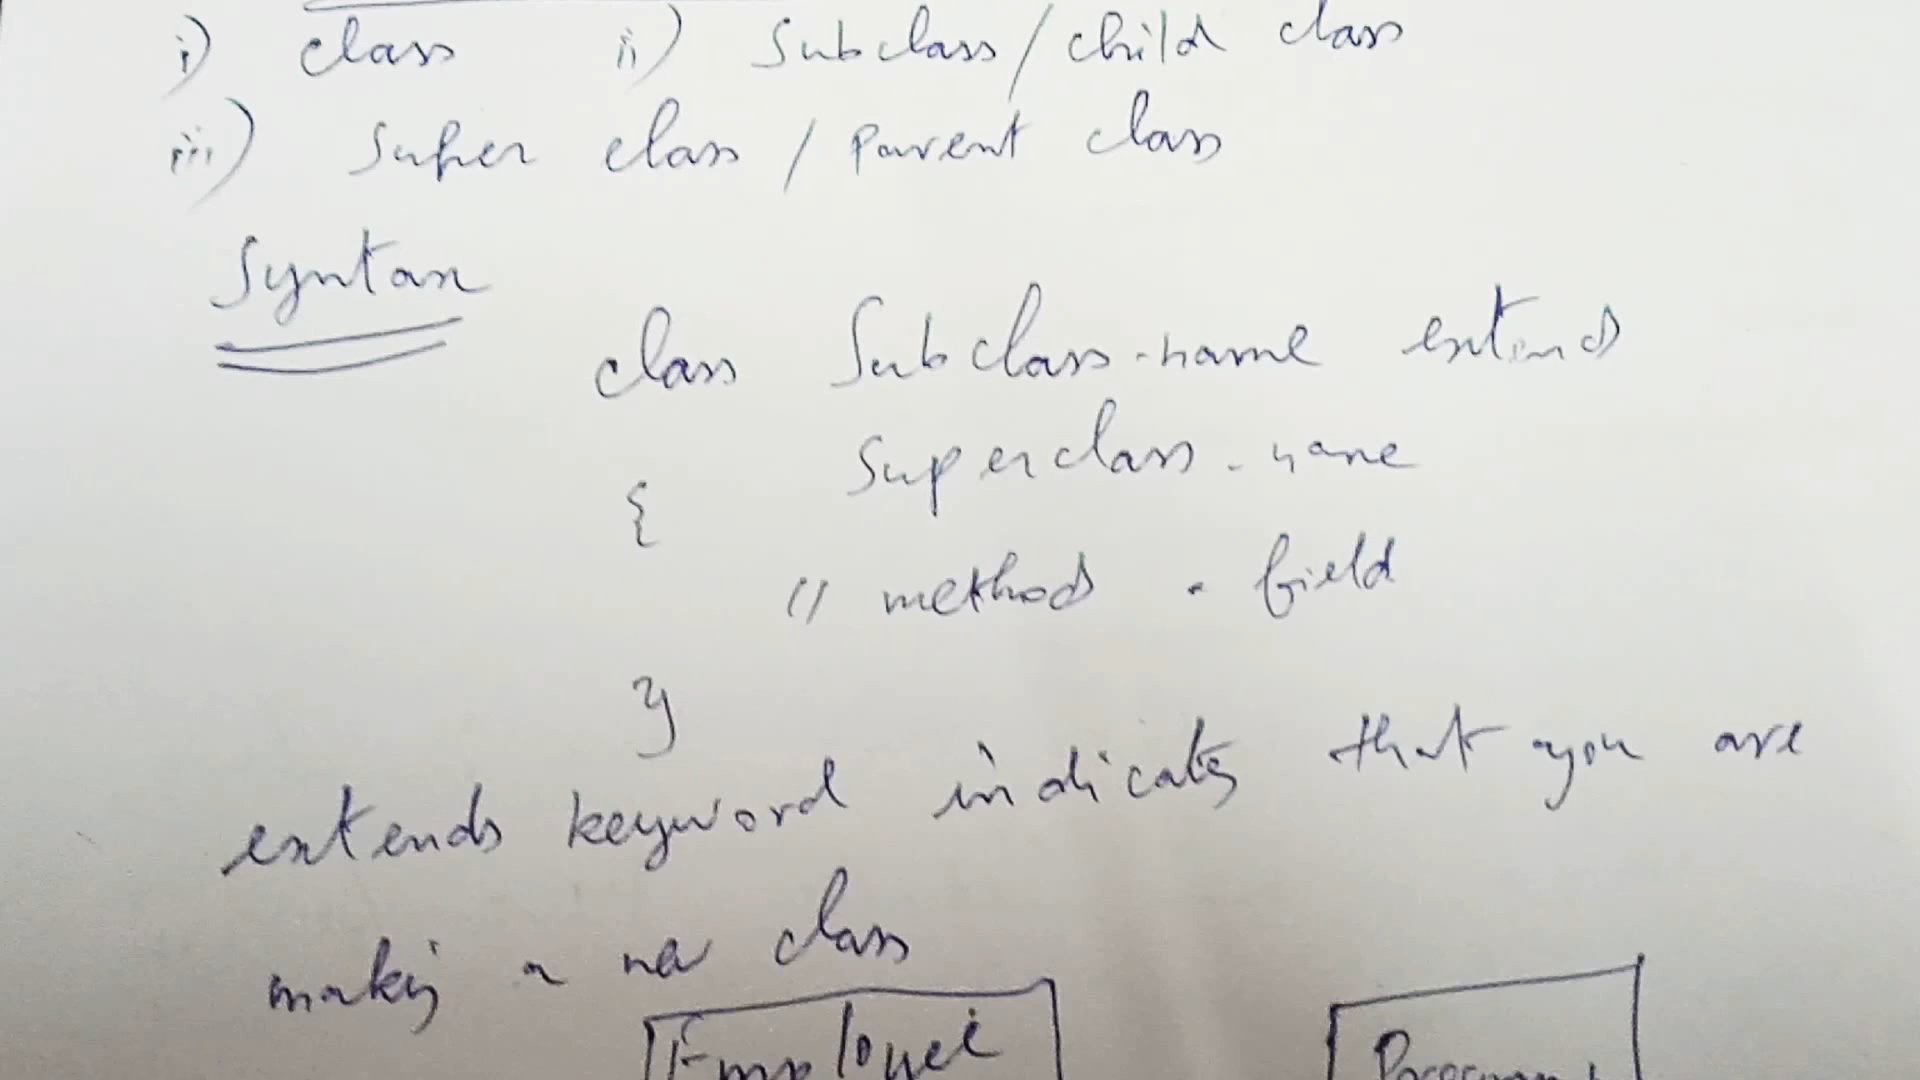 i) class ii) Subclass/child class
iii) Super class / parent class
Syntax
class Subclass-name extends
Superclass-name
{
// methods . field
}
extends keyword indicates that you are
making a new class
Employee